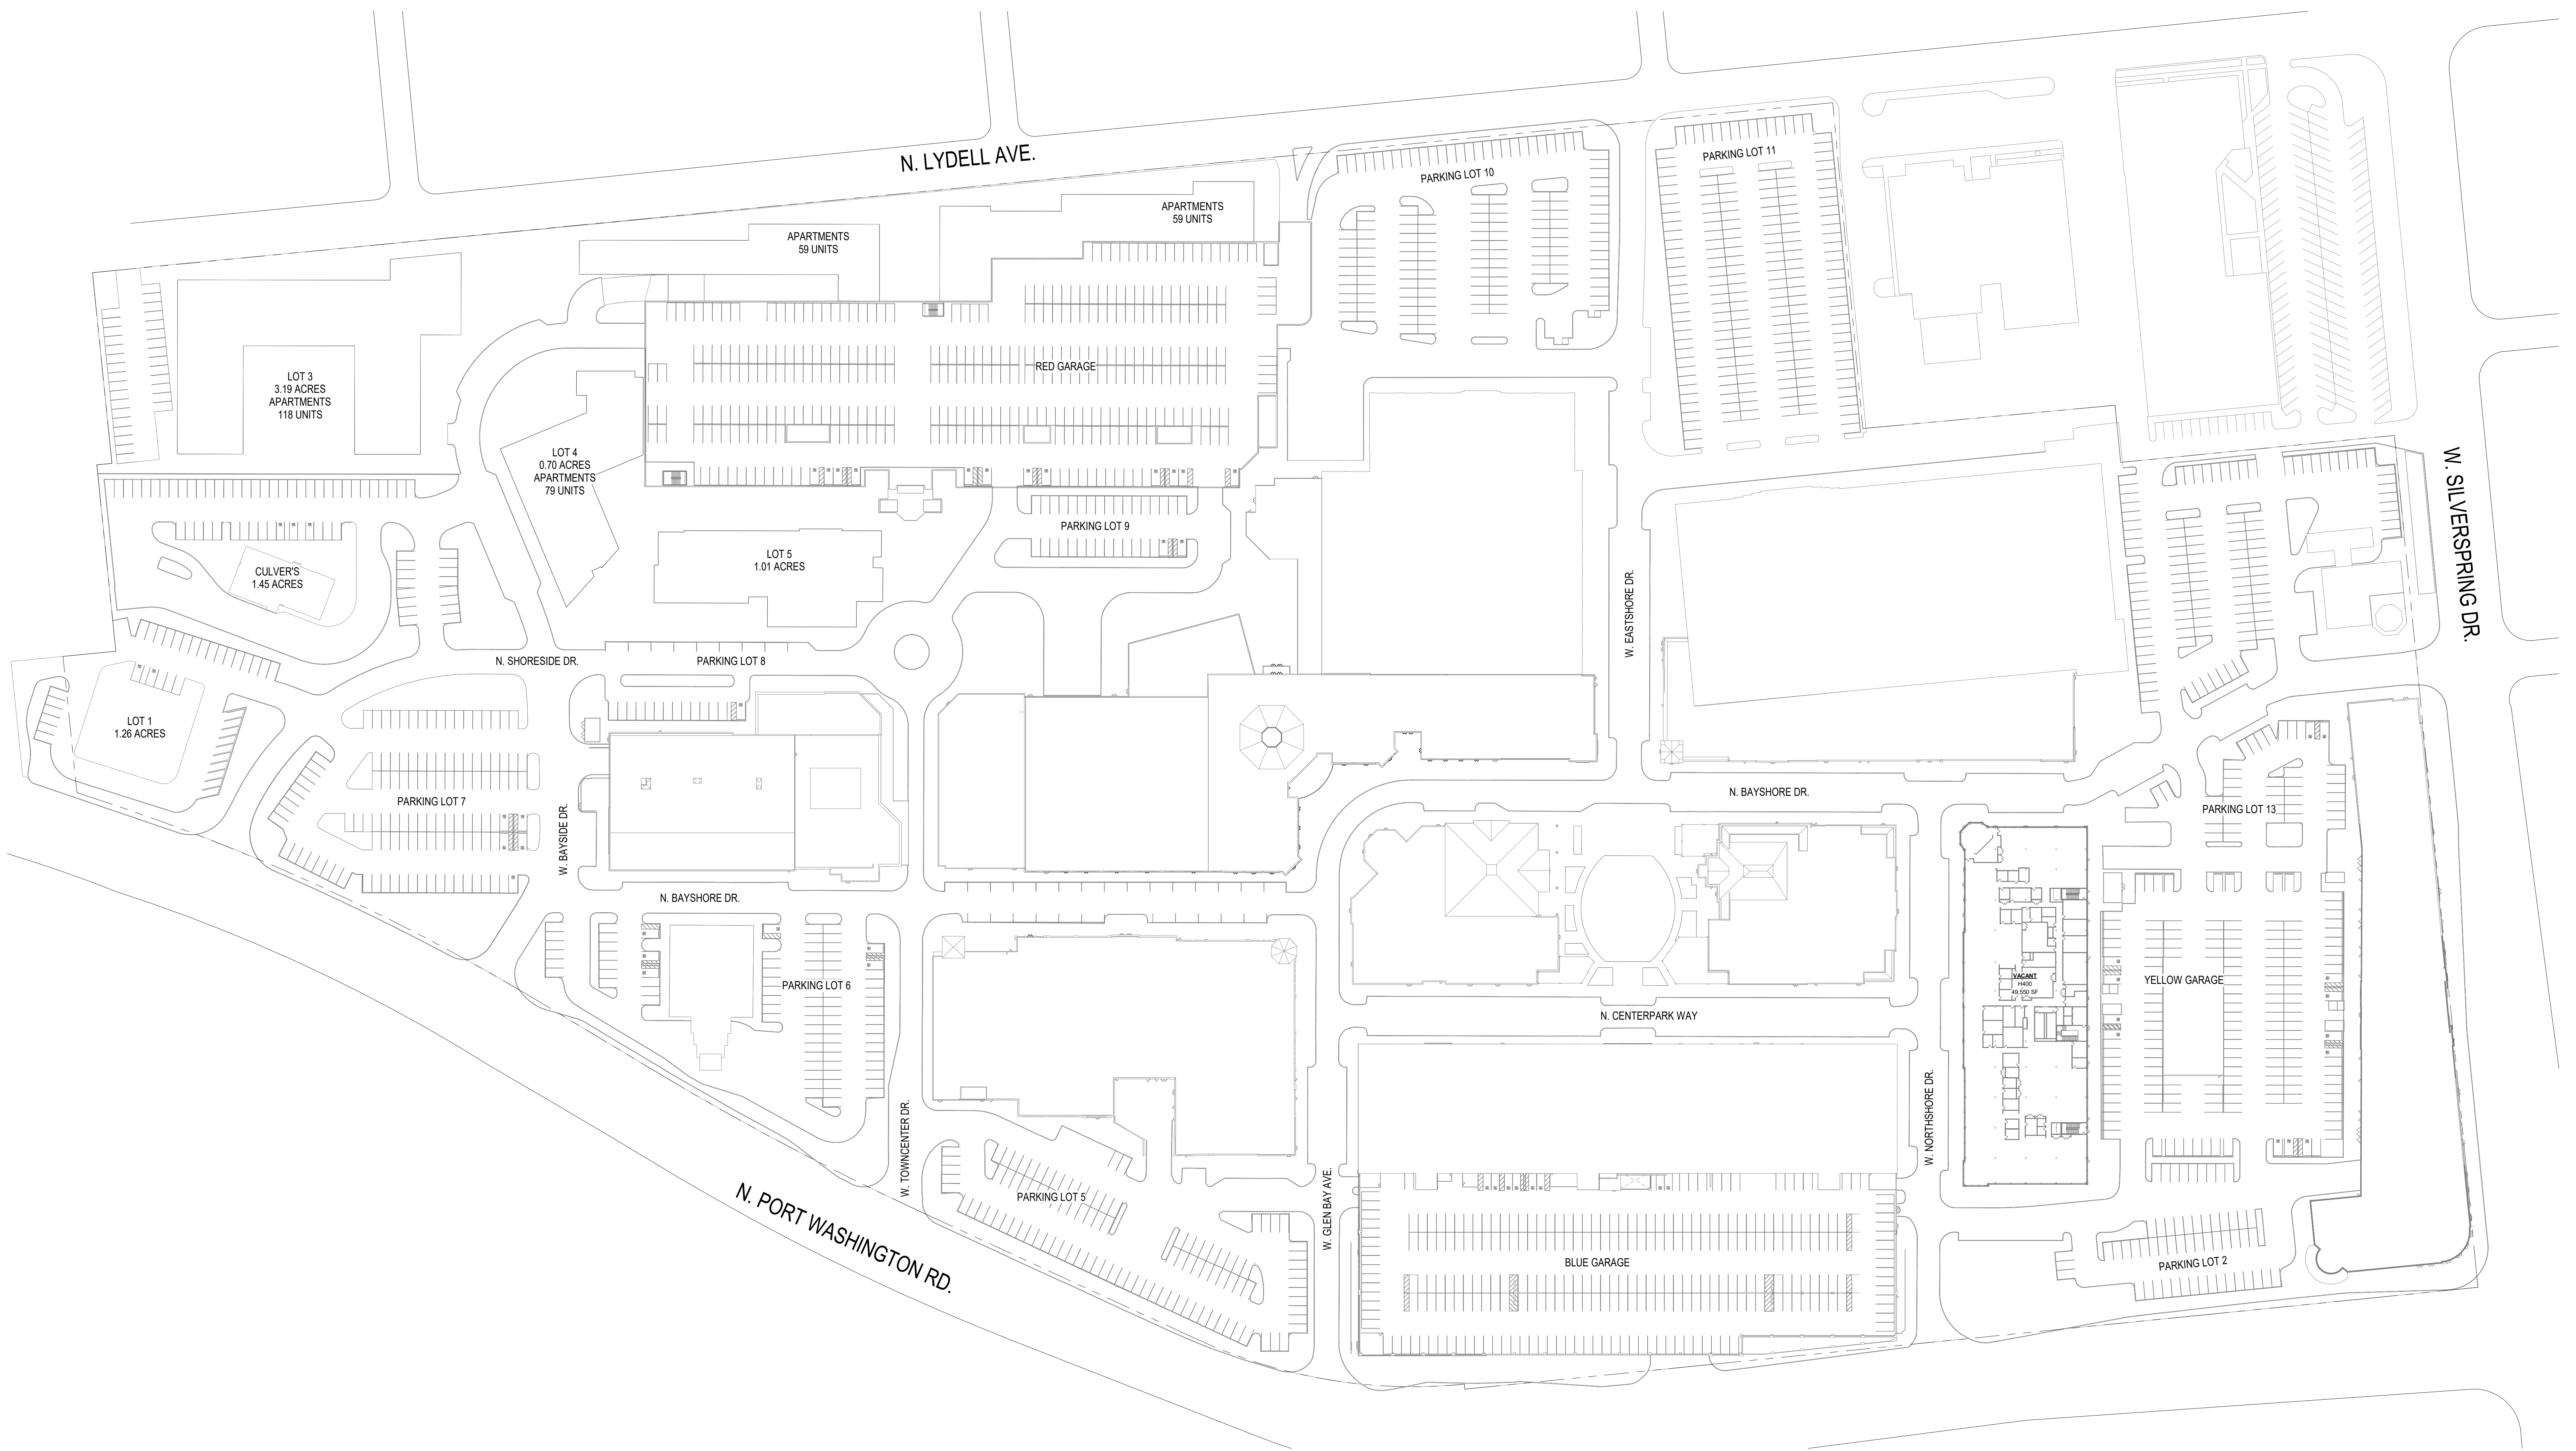 N. LYDELL AVE.
PARKING LOT 11
PARKING LOT 10
APARTMENTS
59 UNITS
APARTMENTS
59 UNITS
RED GARAGE
LOT 3
3.19 ACRES
APARTMENTS
118 UNITS
LOT 4
0.70 ACRES
APARTMENTS
79 UNITS
PARKING LOT 9
LOT 5
1.01 ACRES
CULVER'S
1.45 ACRES
W. SILVERSPRING DR.
W. EASTSHORE DR.
N. SHORESIDE DR.
PARKING LOT 8
LOT 1
1.26 ACRES
PARKING LOT 7
W. BAYSIDE DR.
N. BAYSHORE DR.
PARKING LOT 13
N. BAYSHORE DR.
PARKING LOT 6
VACANT
H400
49,550 SF
YELLOW GARAGE
N. CENTERPARK WAY
W. NORTHSHORE DR.
W. TOWNCENTER DR.
PARKING LOT 5
W. GLEN BAY AVE.
N. PORT WASHINGTON RD.
BLUE GARAGE
PARKING LOT 2